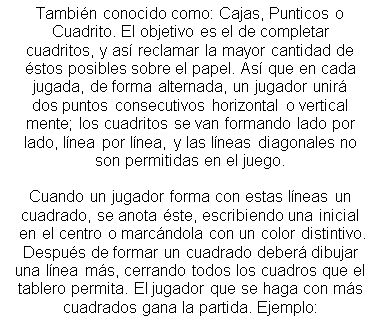 También conocido como: Cajas, Punticos o
Cuadrito. El objetivo es el de completar
cuadritos, y así reclamar la mayor cantidad de
éstos posibles sobre el papel. Así que en cada
jugada, de forma alternada, un jugador unirá
dos puntos consecutivos horizontal o vertical
mente; los cuadritos se van formando lado por
lado, línea por línea, y las líneas diagonales no
son permitidas en el juego.
Cuando un jugador forma con estas líneas un
cuadrado, se anota éste, escribiendo una inicial
en el centro o marcándola con un color distintivo.
Después de formar un cuadrado deberá dibujar
una línea más, cerrando todos los cuadros que el
tablero permita. El jugador que se haga con más
cuadrados gana la partida. Ejemplo: